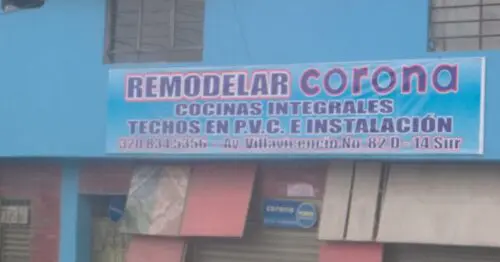 REMODELAR corona
COCINAS INTEGRALES
TECHOS EN P.V.C. E INSTALACIÓN
320 834 5356 - Av. Villavicencio No. 82 D - 14 Sur
corona